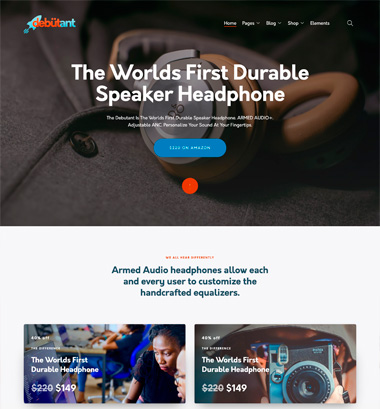 debütant
Home Pages Blog Shop Elements
The Worlds First Durable
Speaker Headphone
The Debutant Is The Worlds First Durable Speaker Headphone. ARMED AUDIO+.
Adjustable ANC. Personalize Your Sound At Your Fingertips.
$220 ON AMAZON
WE ALL HEAR DIFFERENTLY
Armed Audio headphones allow each
and every user to customize the
handcrafted equalizers.
40% off
THE DIFFERENCE
The Worlds First
Durable Headphone
$220 $149
40% off
THE DIFFERENCE
The Worlds First
Durable Headphone
$220 $149